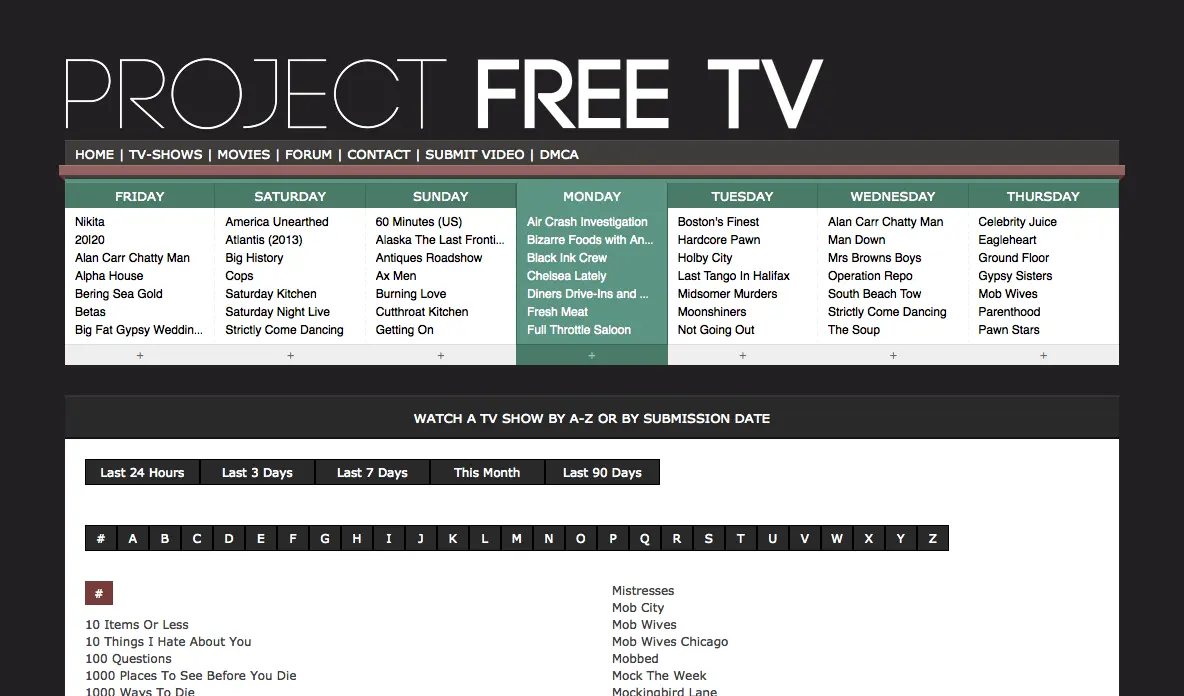 PROJECT FREE TV
HOME | TV-SHOWS | MOVIES | FORUM | CONTACT | SUBMIT VIDEO | DMCA
FRIDAY SATURDAY SUNDAY MONDAY TUESDAY WEDNESDAY THURSDAY
Nikita America Unearthed 60 Minutes (US) Air Crash Investigation Boston's Finest Alan Carr Chatty Man Celebrity Juice
20l20 Atlantis (2013) Alaska The Last Fronti... Bizarre Foods with An... Hardcore Pawn Man Down Eagleheart
Alan Carr Chatty Man Big History Antiques Roadshow Black Ink Crew Holby City Mrs Browns Boys Ground Floor
Alpha House Cops Ax Men Chelsea Lately Last Tango In Halifax Operation Repo Gypsy Sisters
Bering Sea Gold Saturday Kitchen Burning Love Diners Drive-Ins and ... Midsomer Murders South Beach Tow Mob Wives
Betas Saturday Night Live Cutthroat Kitchen Fresh Meat Moonshiners Strictly Come Dancing Parenthood
Big Fat Gypsy Weddin... Strictly Come Dancing Getting On Full Throttle Saloon Not Going Out The Soup Pawn Stars
+ + + + + + +
WATCH A TV SHOW BY A-Z OR BY SUBMISSION DATE
Last 24 Hours Last 3 Days Last 7 Days This Month Last 90 Days
# A B C D E F G H I J K L M N O P Q R S T U V W X Y Z
#
10 Items Or Less
10 Things I Hate About You
100 Questions
1000 Places To See Before You Die
1000 Ways To Die
Mistresses
Mob City
Mob Wives
Mob Wives Chicago
Mobbed
Mock The Week
Mockingbird Lane